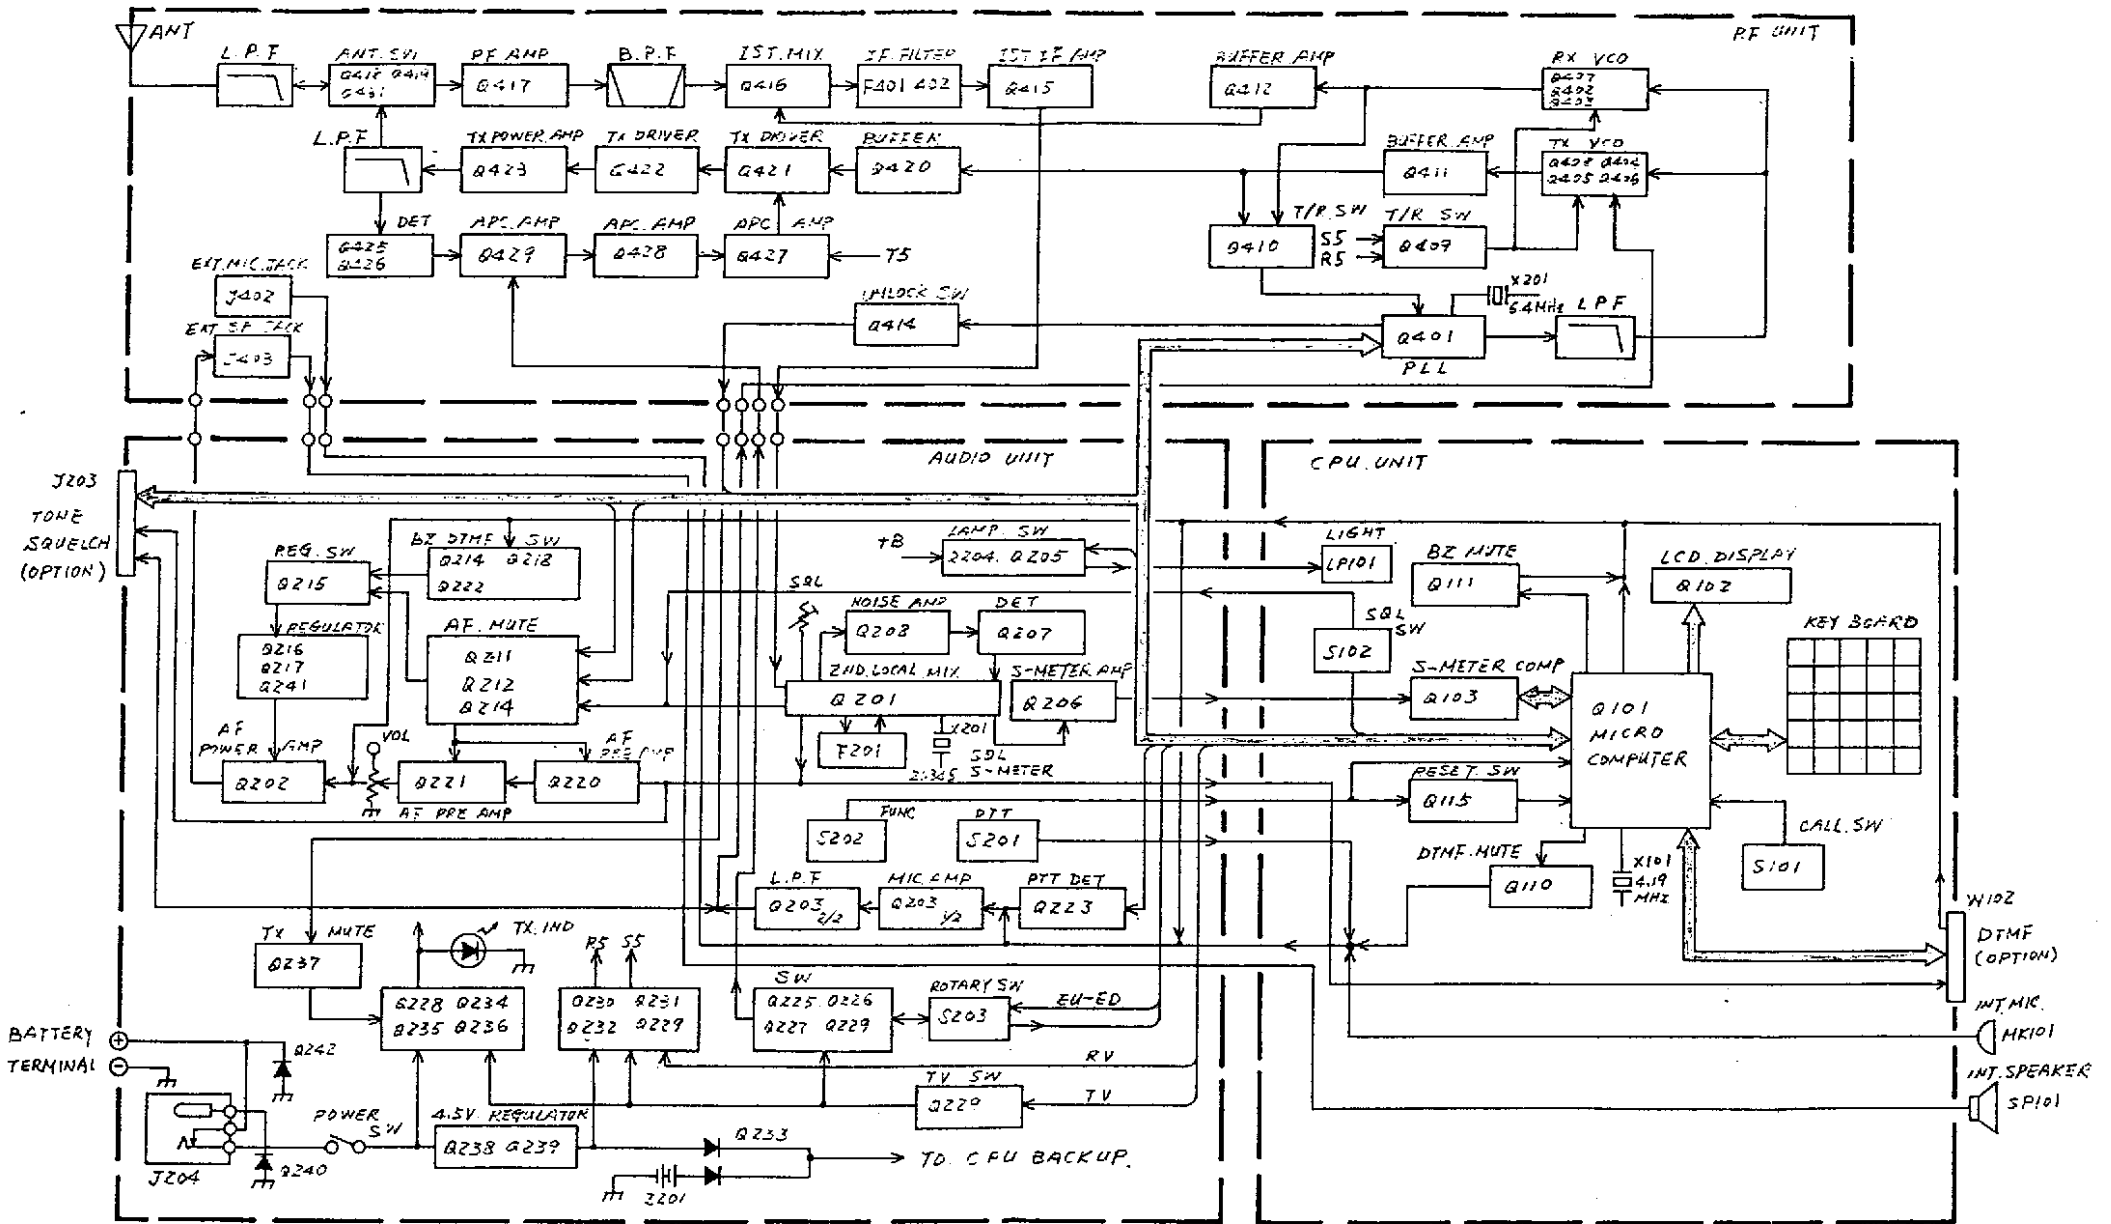 ANT
RF UNIT
L.P.F
ANT.SW
Q418 Q419
Q431
RF AMP
Q417
B.P.F
1ST.MIX
Q416
IF.FILTER
F401 402
1ST IF AMP
Q415
BUFFER AMP
Q412
RX VCO
Q407
Q402
Q403
L.P.F
TX POWER AMP
Q423
TX DRIVER
Q422
TX DRIVER
Q421
BUFFER
Q420
BUFFER AMP
Q411
TX VCO
Q408 Q404
Q405 Q406
DET
Q425
Q426
APC.AMP
Q429
APC.AMP
Q428
APC AMP
Q427
T5
T/R.SW
Q410
S5
R5
T/R SW
Q409
EXT.MIC.JACK
J402
EXT SP JACK
J403
UNLOCK SW
Q414
X201
5.4MHz
L P F
Q401
PLL
AUDIO UNIT
CPU.UNIT
J203
TONE
SQUELCH
(OPTION)
REG.SW
Q215
BZ DTMF SW
Q214 Q218
Q222
+B
LAMP. SW
Q204. Q205
LIGHT
LP101
BZ MUTE
Q111
LCD.DISPLAY
Q102
SQL
NOISE AMP
Q208
DET
Q207
SQL
SW
S102
KEY BOARD
REGULATOR
Q216
Q217
Q241
AF. MUTE
Q211
Q212
Q214
2ND.LOCAL MIX
Q201
S-METER AMP
Q206
S-METER COMP
Q103
Q101
MICRO
COMPUTER
F201
X201
21.345
SQL
S-METER
AF
POWER AMP
Q202
VOL
Q221
AF PRE AMP
AF
PRE AMP
Q220
RESET.SW
Q115
FUNC
S202
PTT
S201
CALL.SW
S101
DTMF.MUTE
Q110
X101
4.19
MHz
L.P.F
Q203 2/2
MIC.AMP
Q203 1/2
PTT DET
Q223
W102
DTMF
(OPTION)
TX MUTE
Q237
TX.IND
R5 S5
Q228 Q234
Q235 Q236
Q230 Q231
Q232 Q229
SW
Q225. Q226
Q227 Q229
ROTARY SW
S203
EU-ED
INT.MIC.
MK101
BATTERY
TERMINAL
Q242
RV
TV SW
Q229
TV
INT.SPEAKER
SP101
J204
Q240
POWER
SW
4.5V REGULATOR
Q238 Q239
Q233
TO CPU BACKUP.